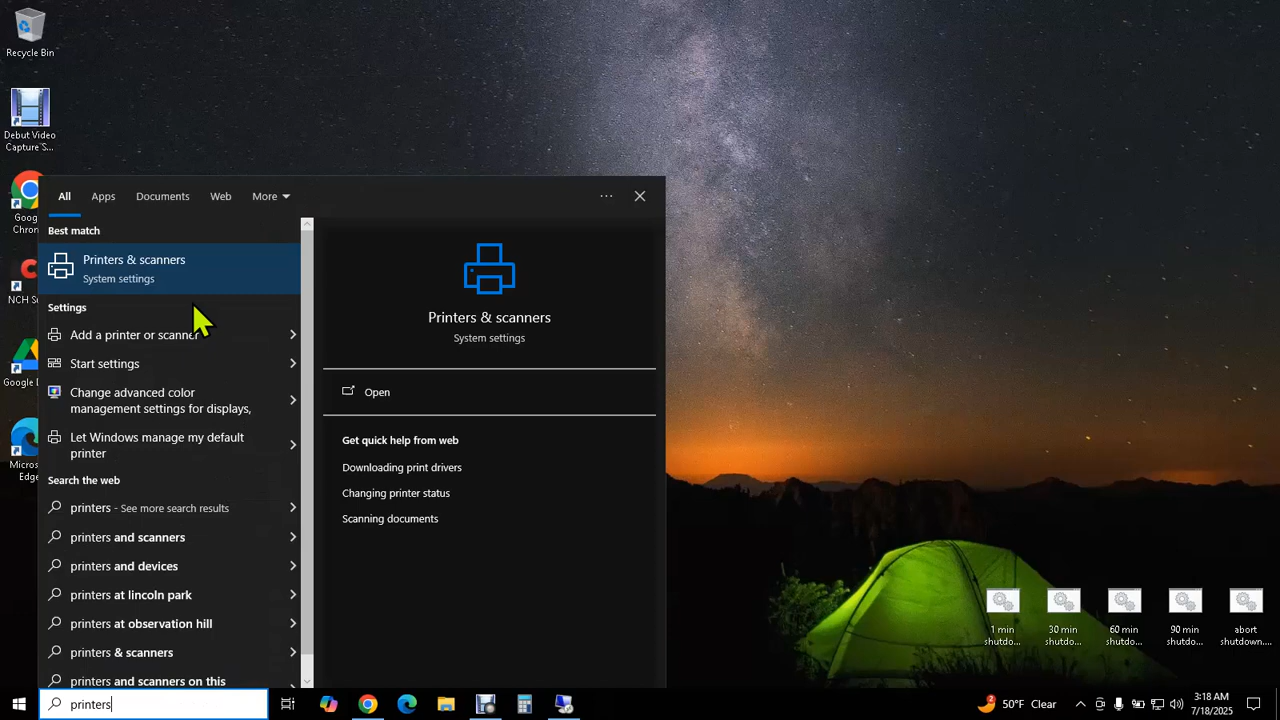 Recycle Bin
Debut Video
Capture 'S...
Goog
Chro
NCH S
Google D
Micros
Edge
All
Apps
Documents
Web
More
Best match
Printers & scanners
System settings
Settings
Add a printer or scanner
Start settings
Change advanced color
management settings for displays,
Let Windows manage my default
printer
Search the web
printers - See more search results
printers and scanners
printers and devices
printers at lincoln park
printers at observation hill
printers & scanners
printers and scanners on this
Printers & scanners
System settings
Open
Get quick help from web
Downloading print drivers
Changing printer status
Scanning documents
1 min
shutdo...
30 min
shutdo...
60 min
shutdo...
90 min
shutdo...
abort
shutdown...
printers
2
50°F Clear
3:18 AM
7/18/2025